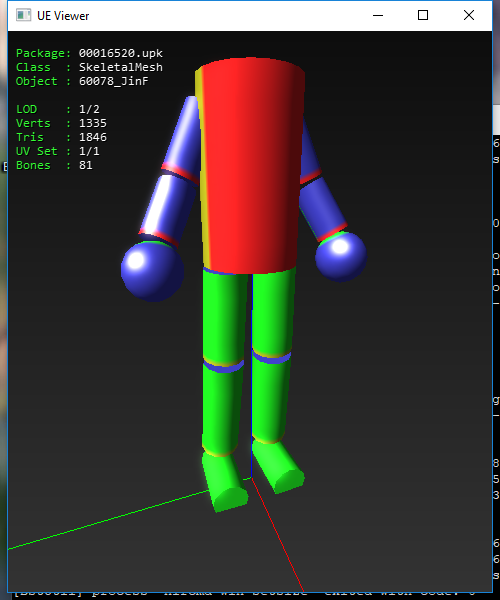 UE Viewer
Package: 00016520.upk
Class : SkeletalMesh
Object : 60078_JinF
LOD : 1/2
Verts : 1335
Tris : 1846
UV Set : 1/1
Bones : 81